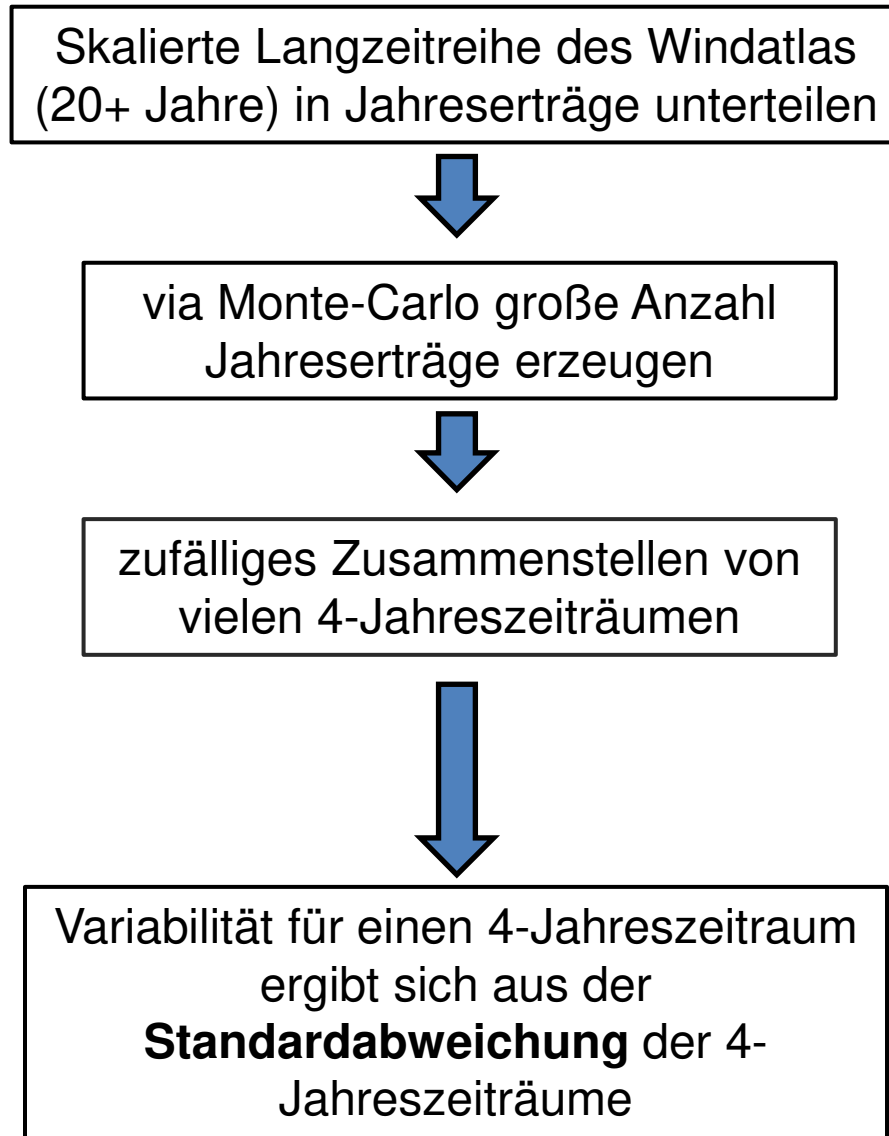 Skalierte Langzeitreihe des Windatlas
(20+ Jahre) in Jahreserträge unterteilen
via Monte-Carlo große Anzahl
Jahreserträge erzeugen
zufälliges Zusammenstellen von
vielen 4-Jahreszeiträumen
Variabilität für einen 4-Jahreszeitraum
ergibt sich aus der
Standardabweichung der 4-
Jahreszeiträume